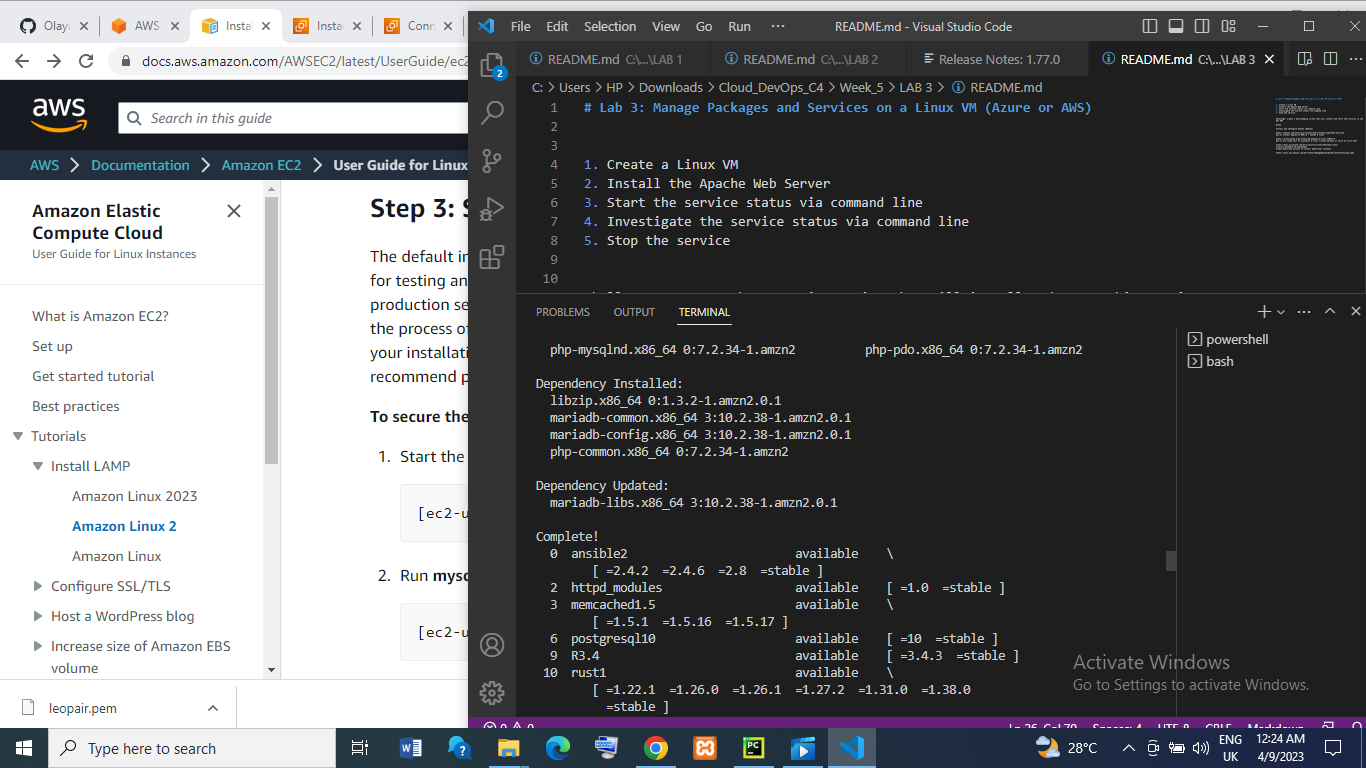 Olayi
AWS
Instal
Instan
Conn
docs.aws.amazon.com/AWSEC2/latest/UserGuide/ec2
aws
Search in this guide
AWS > Documentation > Amazon EC2 > User Guide for Linux
Amazon Elastic
Compute Cloud
User Guide for Linux Instances
What is Amazon EC2?
Set up
Get started tutorial
Best practices
Tutorials
Install LAMP
Amazon Linux 2023
Amazon Linux 2
Amazon Linux
Configure SSL/TLS
Host a WordPress blog
Increase size of Amazon EBS
volume
Step 3: S
The default in
for testing an
production se
the process of
your installati
recommend p
To secure the
1. Start the
[ec2-u
2. Run mysq
[ec2-u
leopair.pem
File Edit Selection View Go Run ···
README.md - Visual Studio Code
2
README.md C:\...\LAB 1
README.md C:\...\LAB 2
Release Notes: 1.77.0
README.md C:\...\LAB 3
C: > Users > HP > Downloads > Cloud_DevOps_C4 > Week_5 > LAB 3 > README.md
1 # Lab 3: Manage Packages and Services on a Linux VM (Azure or AWS)
2
3
4 1. Create a Linux VM
5 2. Install the Apache Web Server
6 3. Start the service status via command line
7 4. Investigate the service status via command line
8 5. Stop the service
9
10
PROBLEMS OUTPUT TERMINAL
powershell
bash
php-mysqlnd.x86_64 0:7.2.34-1.amzn2 php-pdo.x86_64 0:7.2.34-1.amzn2
Dependency Installed:
libzip.x86_64 0:1.3.2-1.amzn2.0.1
mariadb-common.x86_64 3:10.2.38-1.amzn2.0.1
mariadb-config.x86_64 3:10.2.38-1.amzn2.0.1
php-common.x86_64 0:7.2.34-1.amzn2
Dependency Updated:
mariadb-libs.x86_64 3:10.2.38-1.amzn2.0.1
Complete!
0 ansible2 available \
[ =2.4.2 =2.4.6 =2.8 =stable ]
2 httpd_modules available [ =1.0 =stable ]
3 memcached1.5 available \
[ =1.5.1 =1.5.16 =1.5.17 ]
6 postgresql10 available [ =10 =stable ]
9 R3.4 available [ =3.4.3 =stable ]
10 rust1 available \
[ =1.22.1 =1.26.0 =1.26.1 =1.27.2 =1.31.0 =1.38.0
=stable ]
Activate Windows
Go to Settings to activate Windows.
Type here to search
28°C
ENG
UK
12:24 AM
4/9/2023